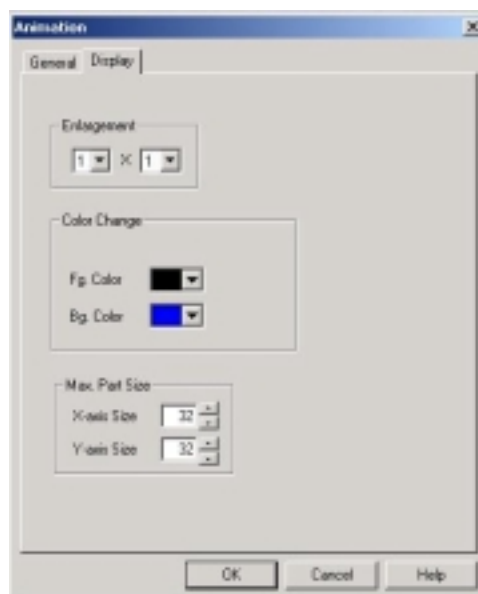 Animation
General Display
Enlargement
1 X 1
Color Change
Fg. Color
Bg. Color
Max. Part Size
X-axis Size 32
Y-axis Size 32
OK Cancel Help